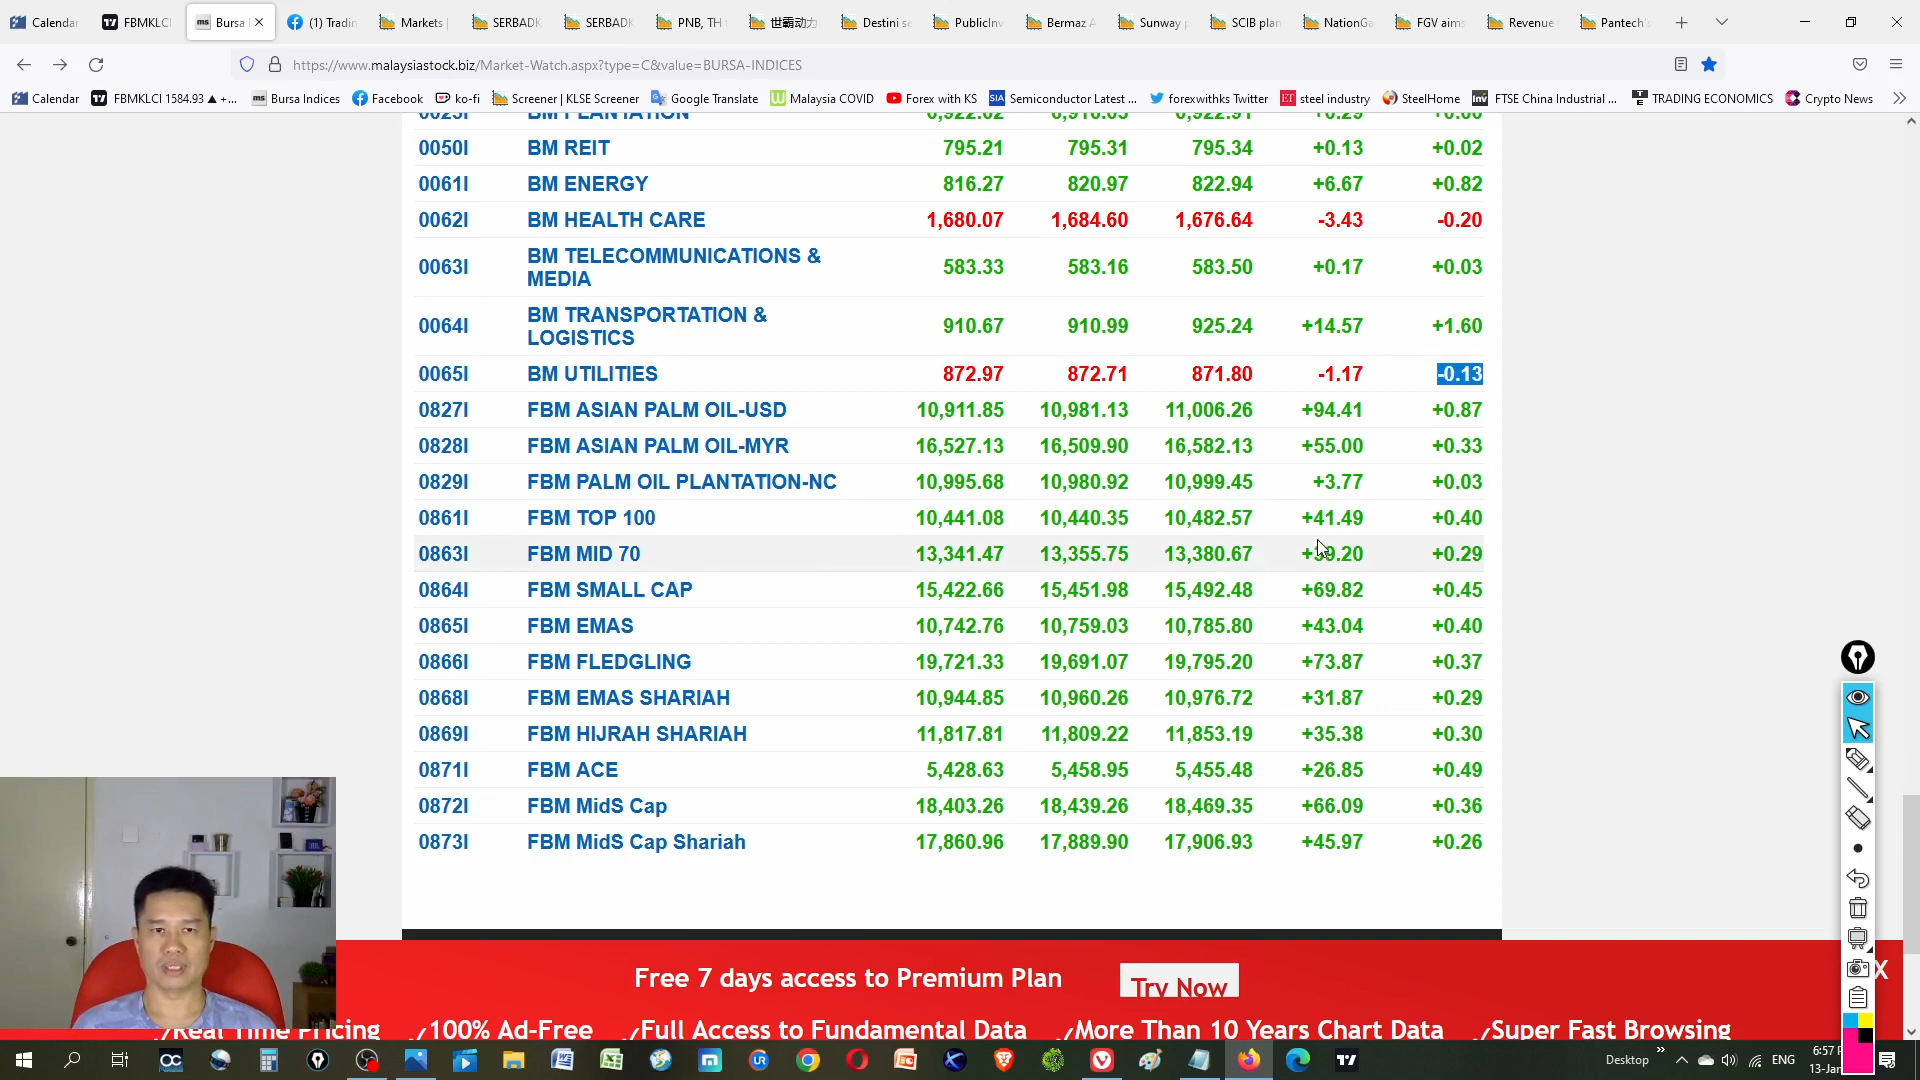 Calendar
FBMKLCI
Bursa
(1) Tradin
Markets
SERBADK
SERBADK
PNB, TH
世霸动力
Destini se
PublicInv
Bermaz A
Sunway p
SCIB plan
NationGa
FGV aims
Revenue
Pantech's
https://www.malaysiastock.biz/Market-Watch.aspx?type=C&value=BURSA-INDICES
Calendar FBMKLCI 1584.93 ▲ +... Bursa Indices Facebook ko-fi Screener | KLSE Screener Google Translate Malaysia COVID Forex with KS Semiconductor Latest ... forexwithks Twitter steel industry SteelHome FTSE China Industrial ... TRADING ECONOMICS Crypto News
0025I BM PLANTATION
0050I BM REIT 795.21 795.31 795.34 +0.13 +0.02
0061I BM ENERGY 816.27 820.97 822.94 +6.67 +0.82
0062I BM HEALTH CARE 1,680.07 1,684.60 1,676.64 -3.43 -0.20
0063I BM TELECOMMUNICATIONS &
MEDIA 583.33 583.16 583.50 +0.17 +0.03
0064I BM TRANSPORTATION &
LOGISTICS 910.67 910.99 925.24 +14.57 +1.60
0065I BM UTILITIES 872.97 872.71 871.80 -1.17 -0.13
0827I FBM ASIAN PALM OIL-USD 10,911.85 10,981.13 11,006.26 +94.41 +0.87
0828I FBM ASIAN PALM OIL-MYR 16,527.13 16,509.90 16,582.13 +55.00 +0.33
0829I FBM PALM OIL PLANTATION-NC 10,995.68 10,980.92 10,999.45 +3.77 +0.03
0861I FBM TOP 100 10,441.08 10,440.35 10,482.57 +41.49 +0.40
0863I FBM MID 70 13,341.47 13,355.75 13,380.67 +39.20 +0.29
0864I FBM SMALL CAP 15,422.66 15,451.98 15,492.48 +69.82 +0.45
0865I FBM EMAS 10,742.76 10,759.03 10,785.80 +43.04 +0.40
0866I FBM FLEDGLING 19,721.33 19,691.07 19,795.20 +73.87 +0.37
0868I FBM EMAS SHARIAH 10,944.85 10,960.26 10,976.72 +31.87 +0.29
0869I FBM HIJRAH SHARIAH 11,817.81 11,809.22 11,853.19 +35.38 +0.30
0871I FBM ACE 5,428.63 5,458.95 5,455.48 +26.85 +0.49
0872I FBM MidS Cap 18,403.26 18,439.26 18,469.35 +66.09 +0.36
0873I FBM MidS Cap Shariah 17,860.96 17,889.90 17,906.93 +45.97 +0.26
Free 7 days access to Premium Plan Try Now X
✓Real Time Pricing ✓100% Ad-Free ✓Full Access to Fundamental Data ✓More Than 10 Years Chart Data ✓Super Fast Browsing
Desktop ENG 6:57 P
13-Jan